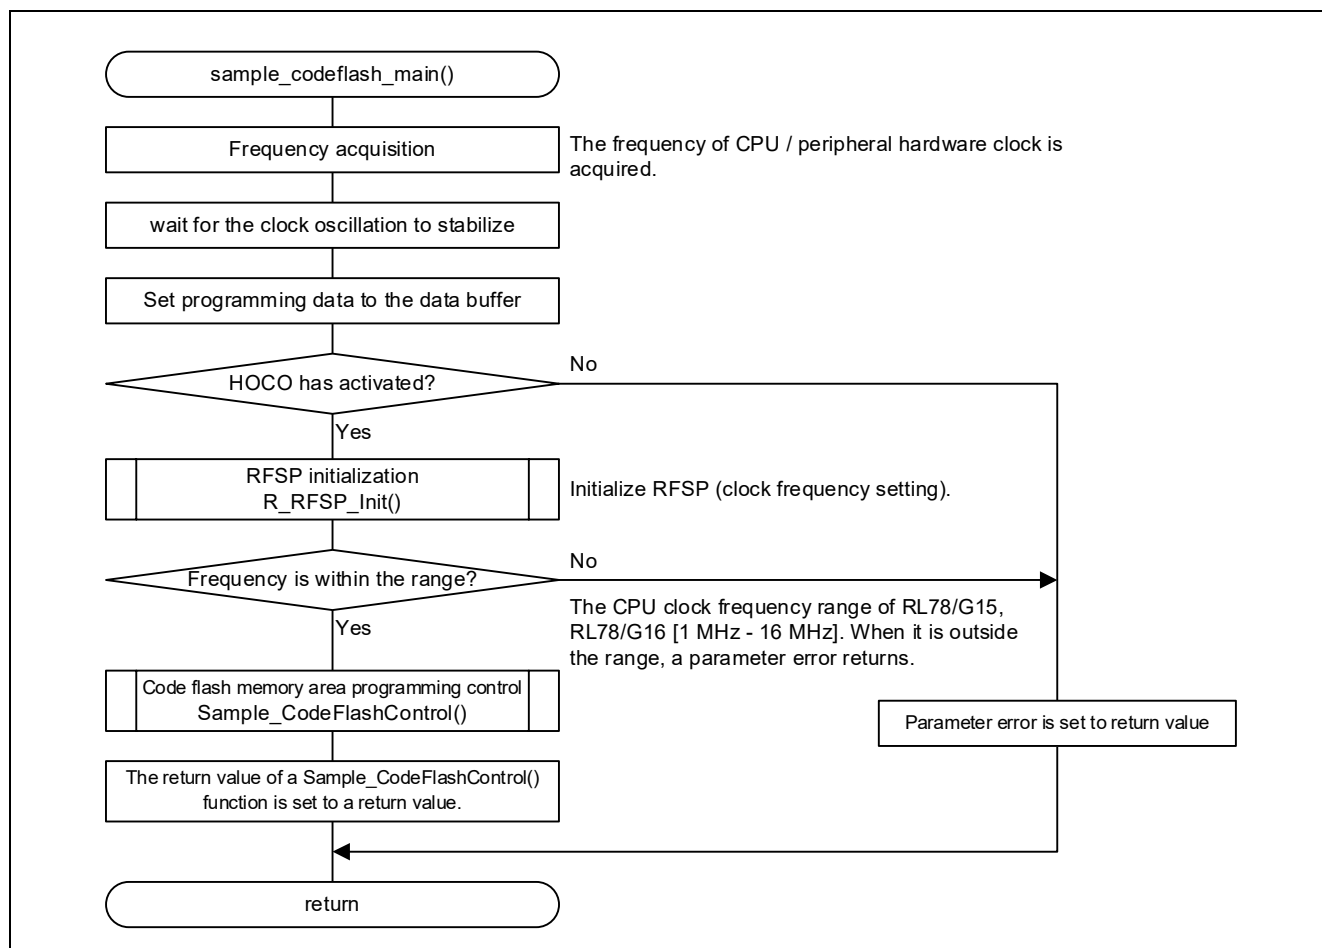 sample_codeflash_main()
Frequency acquisition
The frequency of CPU / peripheral hardware clock is
acquired.
wait for the clock oscillation to stabilize
Set programming data to the data buffer
HOCO has activated?
No
Yes
RFSP initialization
R_RFSP_Init()
Initialize RFSP (clock frequency setting).
Frequency is within the range?
No
Yes
The CPU clock frequency range of RL78/G15,
RL78/G16 [1 MHz - 16 MHz]. When it is outside
the range, a parameter error returns.
Code flash memory area programming control
Sample_CodeFlashControl()
Parameter error is set to return value
The return value of a Sample_CodeFlashControl()
function is set to a return value.
return